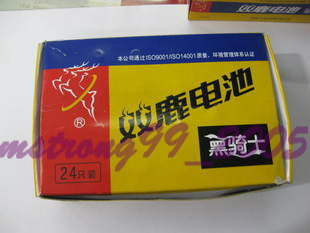 本公司通过ISO9001/ISO14001质量、环境管理体系认证
双鹿电池
®
黑骑士
24只装
mstrong99_2605